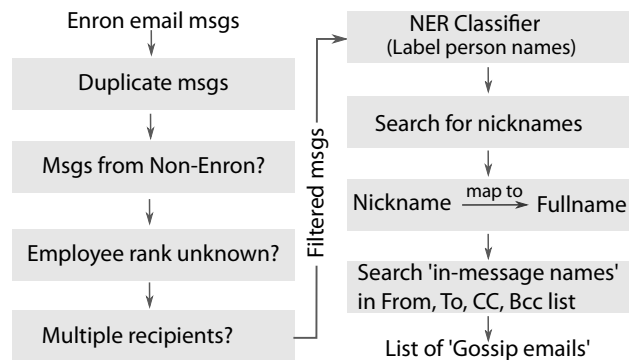 Enron email msgs
Duplicate msgs
Msgs from Non-Enron?
Employee rank unknown?
Multiple recipients?
Filtered msgs
NER Classifier
(Label person names)
Search for nicknames
Nickname map to Fullname
Search 'in-message names'
in From, To, CC, Bcc list
List of 'Gossip emails'